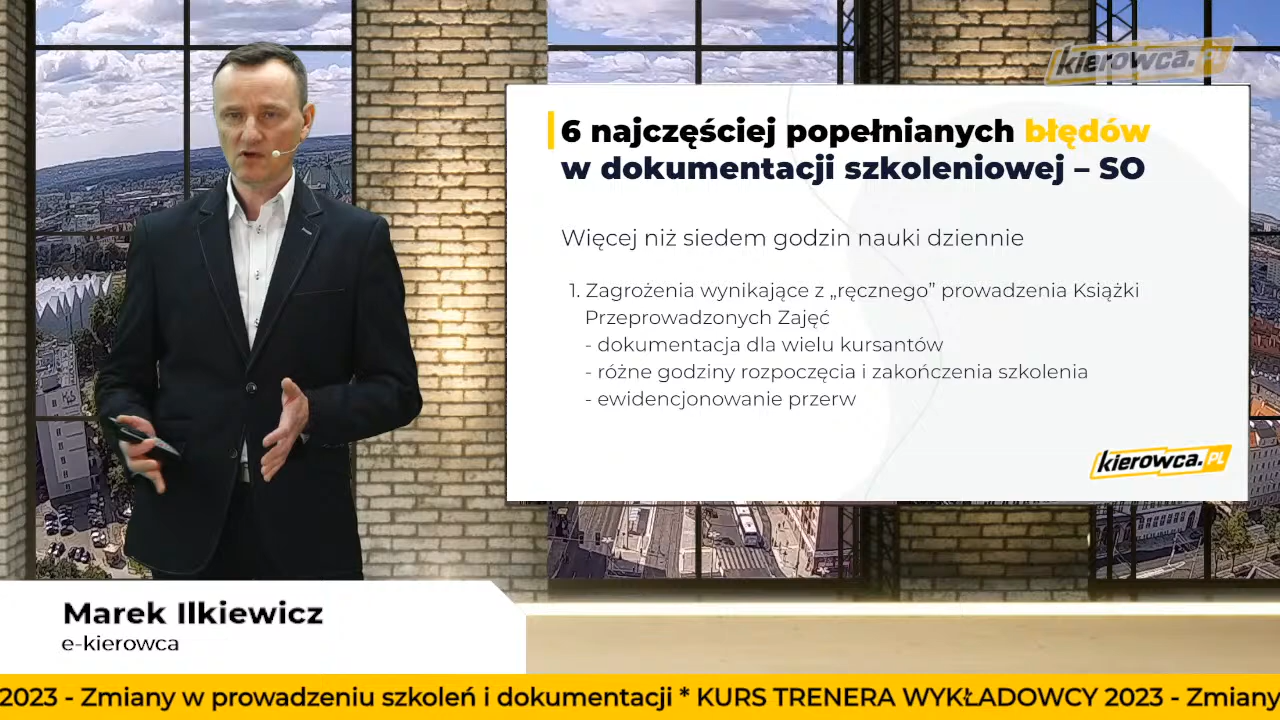 kierowca.PL
6 najczęściej popełnianych błędów
w dokumentacji szkoleniowej – SO
Więcej niż siedem godzin nauki dziennie
1. Zagrożenia wynikające z „ręcznego” prowadzenia Książki
Przeprowadzonych Zajęć
- dokumentacja dla wielu kursantów
- różne godziny rozpoczęcia i zakończenia szkolenia
- ewidencjonowanie przerw
kierowca.PL
Marek Ilkiewicz
e-kierowca
2023 - Zmiany w prowadzeniu szkoleń i dokumentacji * KURS TRENERA WYKŁADOWCY 2023 - Zmiany